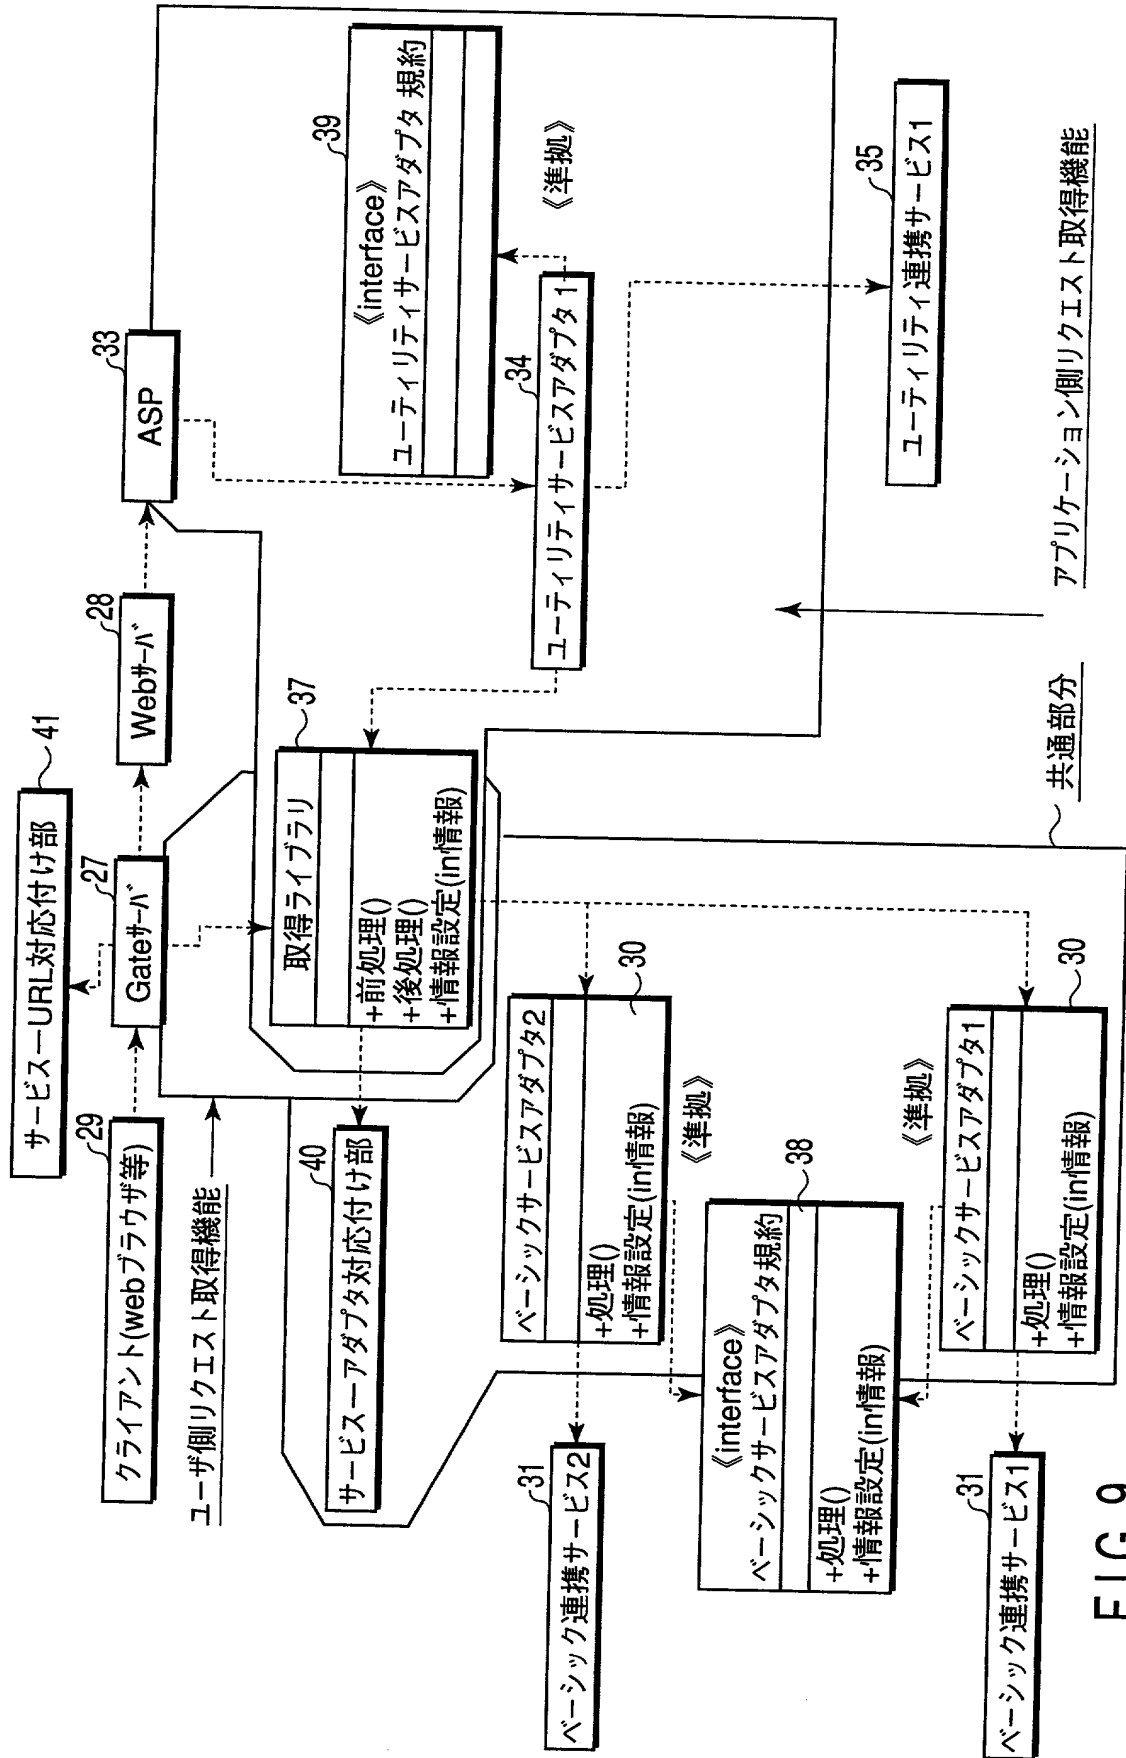 サービス―URL対応付け部
41
クライアント(webブラウザ等)
29
Gateサーバ
27
Webサーバ
28
ASP
33
ユーザ側リクエスト取得機能
サービス―アダプタ対応付け部
40
取得ライブラリ
+前処理()
+後処理()
+情報設定(in情報)
37
《interface》
ユーティリティサービスアダプタ 規約
39
《準拠》
ユーティリティサービスアダプタ1
34
ベーシック連携サービス2
31
ベーシックサービスアダプタ2
+処理()
+情報設定(in情報)
30
《準拠》
《interface》
ベーシックサービスアダプタ規約
+処理()
+情報設定(in情報)
38
《準拠》
ユーティリティ連携サービス1
35
ベーシック連携サービス1
31
ベーシックサービスアダプタ1
+処理()
+情報設定(in情報)
30
共通部分
アプリケーション側リクエスト取得機能
FIG. 9